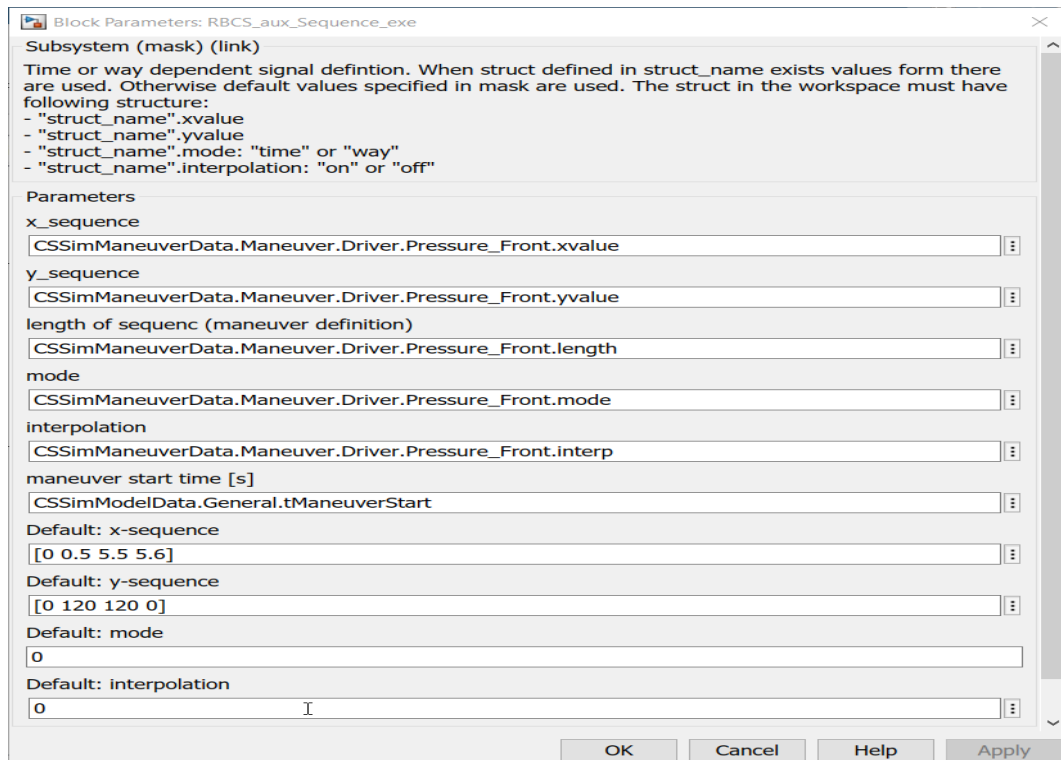 Block Parameters: RBCS_aux_Sequence_exe
Subsystem (mask) (link)
Time or way dependent signal defintion. When struct defined in struct_name exists values form there
are used. Otherwise default values specified in mask are used. The struct in the workspace must have
following structure:
- "struct_name".xvalue
- "struct_name".yvalue
- "struct_name".mode: "time" or "way"
- "struct_name".interpolation: "on" or "off"
Parameters
x_sequence
CSSimManeuverData.Maneuver.Driver.Pressure_Front.xvalue
y_sequence
CSSimManeuverData.Maneuver.Driver.Pressure_Front.yvalue
length of sequenc (maneuver definition)
CSSimManeuverData.Maneuver.Driver.Pressure_Front.length
mode
CSSimManeuverData.Maneuver.Driver.Pressure_Front.mode
interpolation
CSSimManeuverData.Maneuver.Driver.Pressure_Front.interp
maneuver start time [s]
CSSimModelData.General.tManeuverStart
Default: x-sequence
[0 0.5 5.5 5.6]
Default: y-sequence
[0 120 120 0]
Default: mode
0
Default: interpolation
0
OK Cancel Help Apply